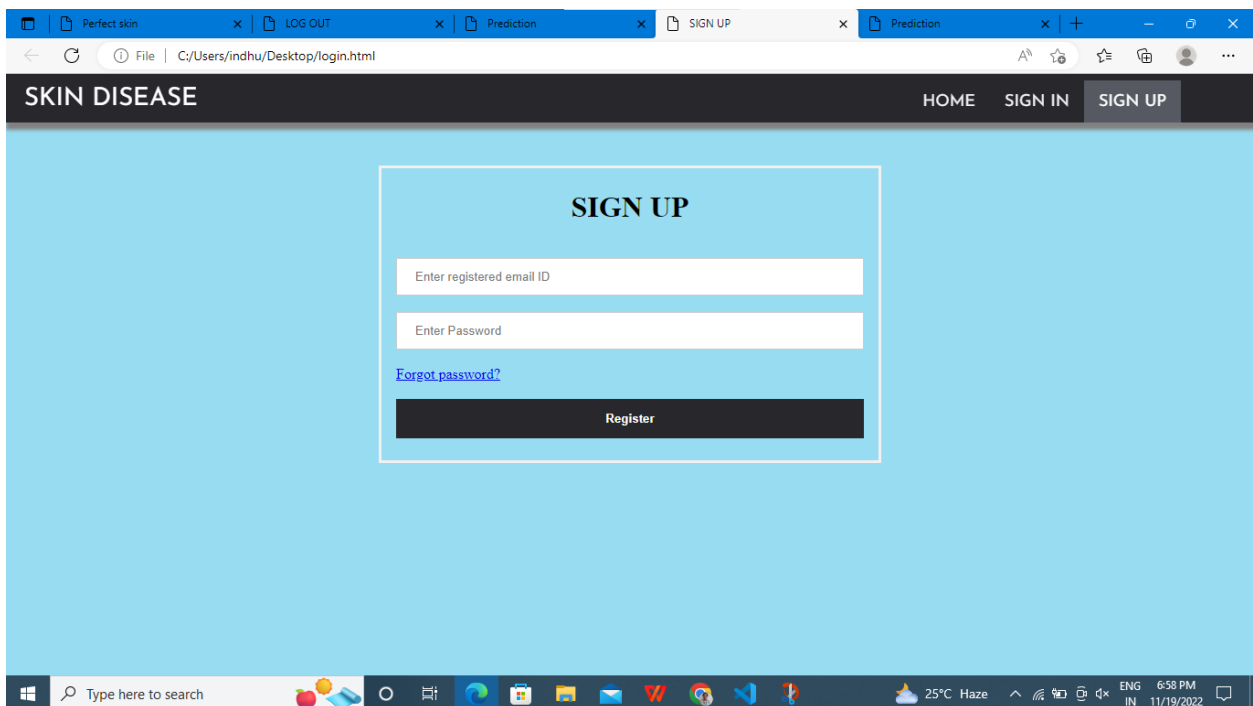 Perfect skin LOG OUT Prediction SIGN UP Prediction
File C:/Users/indhu/Desktop/login.html
SKIN DISEASE HOME SIGN IN SIGN UP
SIGN UP
Enter registered email ID
Enter Password
Forgot password?
Register
Type here to search 25°C Haze ENG 6:58 PM
IN 11/19/2022